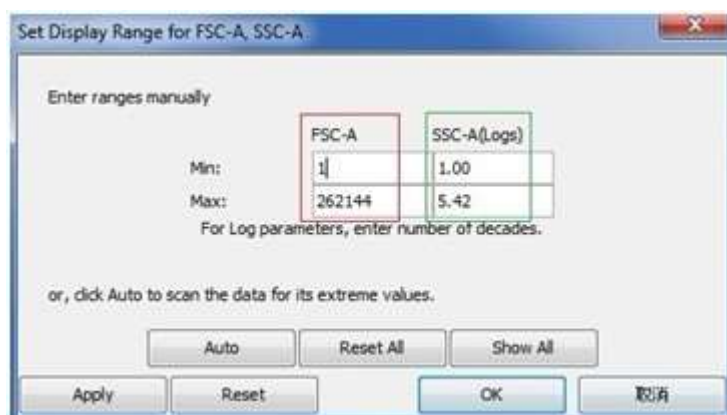 Set Display Range for FSC-A, SSC-A
Enter ranges manually
FSC-A SSC-A(Logs)
Min: 1 1.00
Max: 262144 5.42
For Log parameters, enter number of decades.
or, click Auto to scan the data for its extreme values.
Auto Reset All Show All
Apply Reset OK 取消